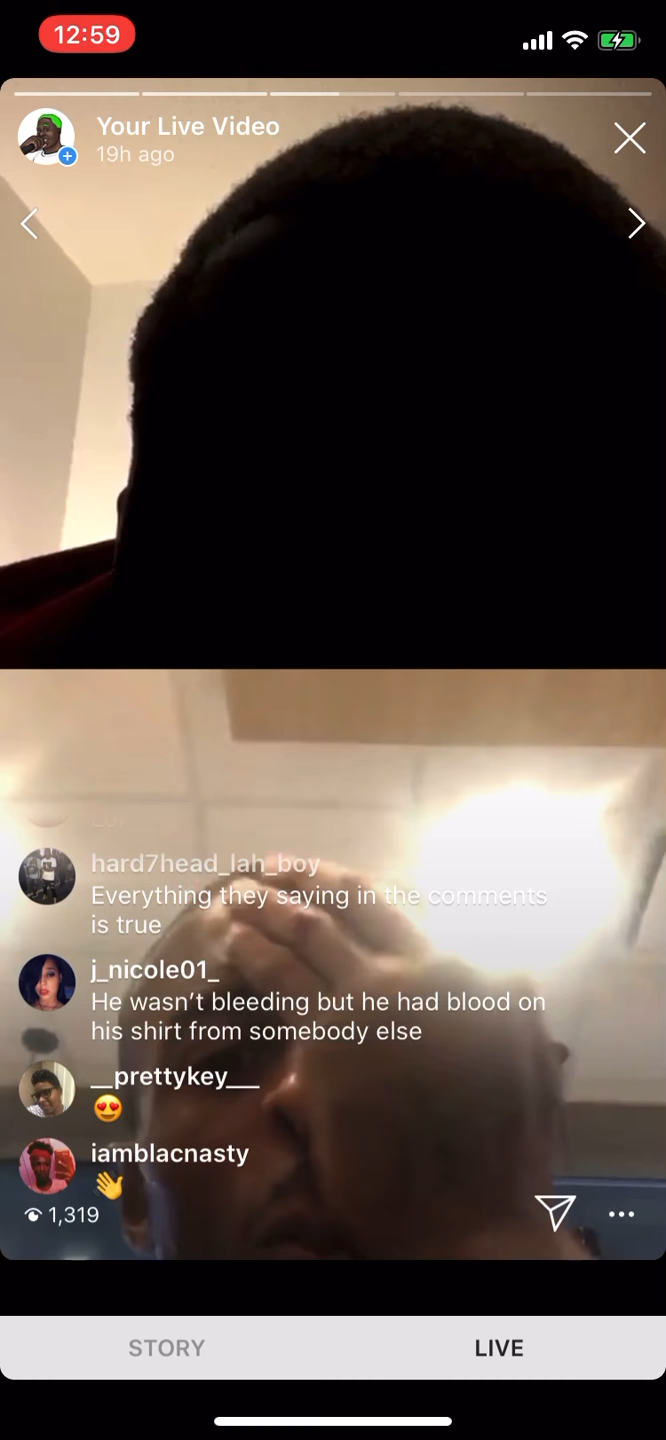 12:59
Your Live Video
19h ago
hard7head_lah_boy
Everything they saying in the comments
is true
j_nicole01_
He wasn't bleeding but he had blood on
his shirt from somebody else
__prettykey___
😍
iamblacnasty
👋
1,319
STORY
LIVE